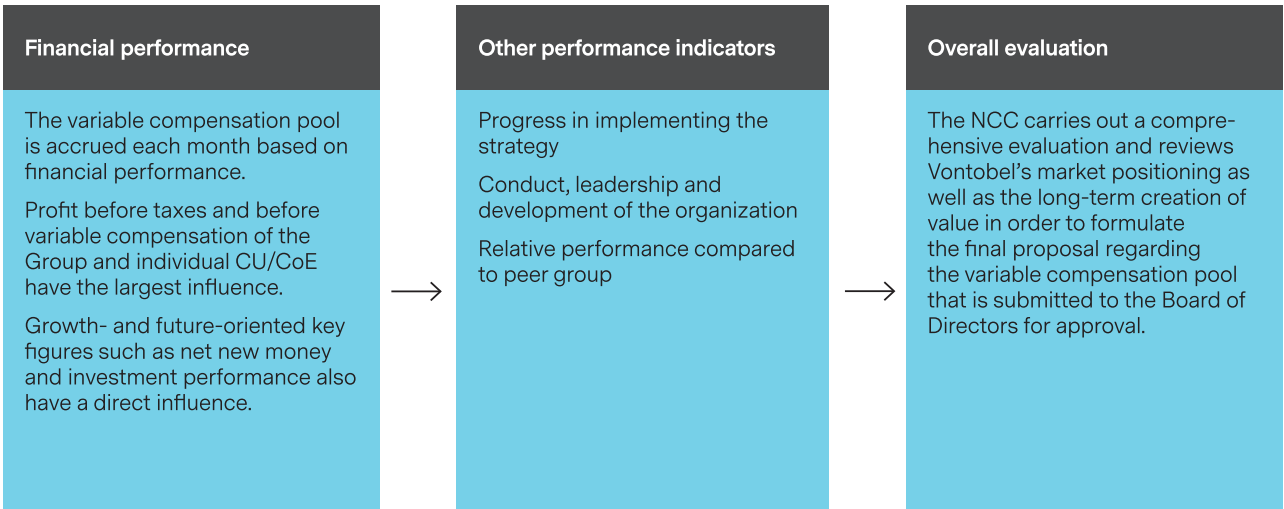 Financial performance
The variable compensation pool
is accrued each month based on
financial performance.
Profit before taxes and before
variable compensation of the
Group and individual CU/CoE
have the largest influence.
Growth- and future-oriented key
figures such as net new money
and investment performance also
have a direct influence.
Other performance indicators
Progress in implementing the
strategy
Conduct, leadership and
development of the organization
Relative performance compared
to peer group
Overall evaluation
The NCC carries out a compre-
hensive evaluation and reviews
Vontobel’s market positioning as
well as the long-term creation of
value in order to formulate
the final proposal regarding
the variable compensation pool
that is submitted to the Board of
Directors for approval.